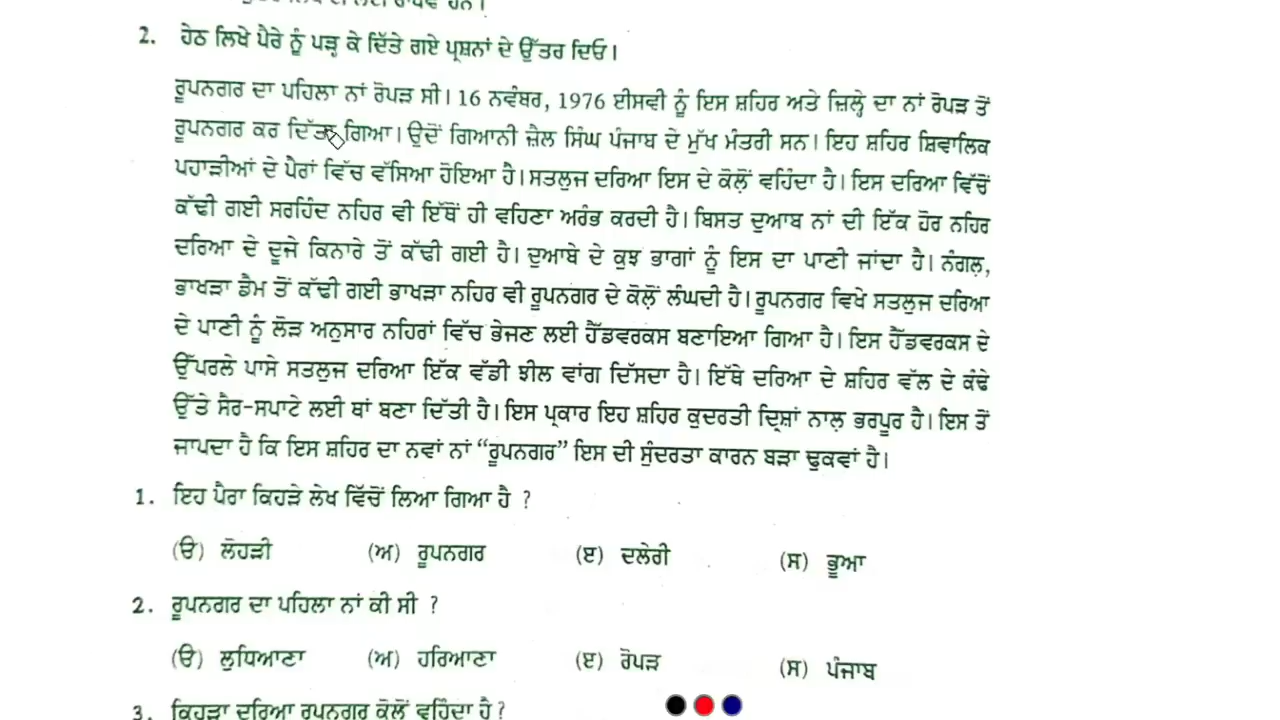 2. ਹੇਠ ਲਿਖੇ ਪੈਰੇ ਨੂੰ ਪੜ੍ਹ ਕੇ ਦਿੱਤੇ ਗਏ ਪ੍ਰਸ਼ਨਾਂ ਦੇ ਉੱਤਰ ਦਿਓ।
ਰੂਪਨਗਰ ਦਾ ਪਹਿਲਾ ਨਾਂ ਰੋਪੜ ਸੀ। 16 ਨਵੰਬਰ, 1976 ਈਸਵੀ ਨੂੰ ਇਸ ਸ਼ਹਿਰ ਅਤੇ ਜ਼ਿਲ੍ਹੇ ਦਾ ਨਾਂ ਰੋਪੜ ਤੋਂ
ਰੂਪਨਗਰ ਕਰ ਦਿੱਤਾ ਗਿਆ। ਉਦੋਂ ਗਿਆਨੀ ਜ਼ੈਲ ਸਿੰਘ ਪੰਜਾਬ ਦੇ ਮੁੱਖ ਮੰਤਰੀ ਸਨ। ਇਹ ਸ਼ਹਿਰ ਸ਼ਿਵਾਲਿਕ
ਪਹਾੜੀਆਂ ਦੇ ਪੈਰਾਂ ਵਿੱਚ ਵੱਸਿਆ ਹੋਇਆ ਹੈ। ਸਤਲੁਜ ਦਰਿਆ ਇਸ ਦੇ ਕੋਲ਼ੋਂ ਵਹਿੰਦਾ ਹੈ। ਇਸ ਦਰਿਆ ਵਿੱਚੋਂ
ਕੱਢੀ ਗਈ ਸਰਹਿੰਦ ਨਹਿਰ ਵੀ ਇੱਥੋਂ ਹੀ ਵਹਿਣਾ ਅਰੰਭ ਕਰਦੀ ਹੈ। ਬਿਸਤ ਦੁਆਬ ਨਾਂ ਦੀ ਇੱਕ ਹੋਰ ਨਹਿਰ
ਦਰਿਆ ਦੇ ਦੂਜੇ ਕਿਨਾਰੇ ਤੋਂ ਕੱਢੀ ਗਈ ਹੈ। ਦੁਆਬੇ ਦੇ ਕੁਝ ਭਾਗਾਂ ਨੂੰ ਇਸ ਦਾ ਪਾਣੀ ਜਾਂਦਾ ਹੈ। ਨੰਗਲ,
ਭਾਖੜਾ ਡੈਮ ਤੋਂ ਕੱਢੀ ਗਈ ਭਾਖੜਾ ਨਹਿਰ ਵੀ ਰੂਪਨਗਰ ਦੇ ਕੋਲ਼ੋਂ ਲੰਘਦੀ ਹੈ। ਰੂਪਨਗਰ ਵਿਖੇ ਸਤਲੁਜ ਦਰਿਆ
ਦੇ ਪਾਣੀ ਨੂੰ ਲੋੜ ਅਨੁਸਾਰ ਨਹਿਰਾਂ ਵਿੱਚ ਭੇਜਣ ਲਈ ਹੈੱਡਵਰਕਸ ਬਣਾਇਆ ਗਿਆ ਹੈ। ਇਸ ਹੈੱਡਵਰਕਸ ਦੇ
ਉੱਪਰਲੇ ਪਾਸੇ ਸਤਲੁਜ ਦਰਿਆ ਇੱਕ ਵੱਡੀ ਝੀਲ ਵਾਂਗ ਦਿੱਸਦਾ ਹੈ। ਇੱਥੇ ਦਰਿਆ ਦੇ ਸ਼ਹਿਰ ਵੱਲ ਦੇ ਕੰਢੇ
ਉੱਤੇ ਸੈਰ-ਸਪਾਟੇ ਲਈ ਥਾਂ ਬਣਾ ਦਿੱਤੀ ਹੈ। ਇਸ ਪ੍ਰਕਾਰ ਇਹ ਸ਼ਹਿਰ ਕੁਦਰਤੀ ਦ੍ਰਿਸ਼ਾਂ ਨਾਲ਼ ਭਰਪੂਰ ਹੈ। ਇਸ ਤੋਂ
ਜਾਪਦਾ ਹੈ ਕਿ ਇਸ ਸ਼ਹਿਰ ਦਾ ਨਵਾਂ ਨਾਂ “ਰੂਪਨਗਰ” ਇਸ ਦੀ ਸੁੰਦਰਤਾ ਕਾਰਨ ਬੜਾ ਢੁਕਵਾਂ ਹੈ।
1. ਇਹ ਪੈਰਾ ਕਿਹੜੇ ਲੇਖ ਵਿੱਚੋਂ ਲਿਆ ਗਿਆ ਹੈ ?
(ੳ) ਲੋਹੜੀ (ਅ) ਰੂਪਨਗਰ (ੲ) ਦਲੇਰੀ (ਸ) ਭੂਆ
2. ਰੂਪਨਗਰ ਦਾ ਪਹਿਲਾ ਨਾਂ ਕੀ ਸੀ ?
(ੳ) ਲੁਧਿਆਣਾ (ਅ) ਹਰਿਆਣਾ (ੲ) ਰੋਪੜ (ਸ) ਪੰਜਾਬ
3. ਕਿਹੜਾ ਦਰਿਆ ਰੂਪਨਗਰ ਕੋਲੋਂ ਵਹਿੰਦਾ ਹੈ ?